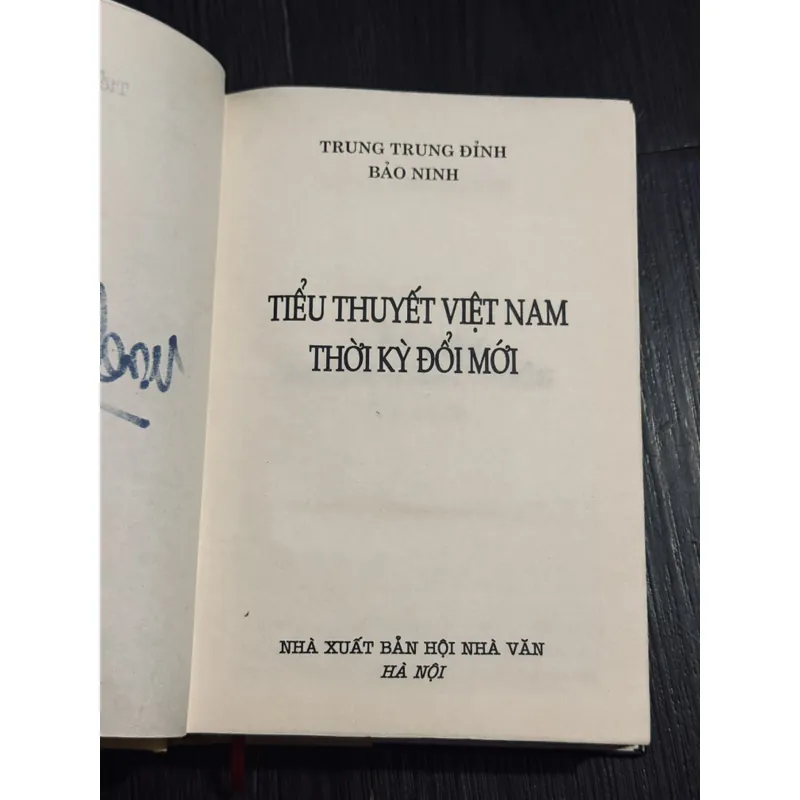 TRUNG TRUNG ĐỈNH
BẢO NINH
TIỂU THUYẾT VIỆT NAM
THỜI KỲ ĐỔI MỚI
NHÀ XUẤT BẢN HỘI NHÀ VĂN
HÀ NỘI